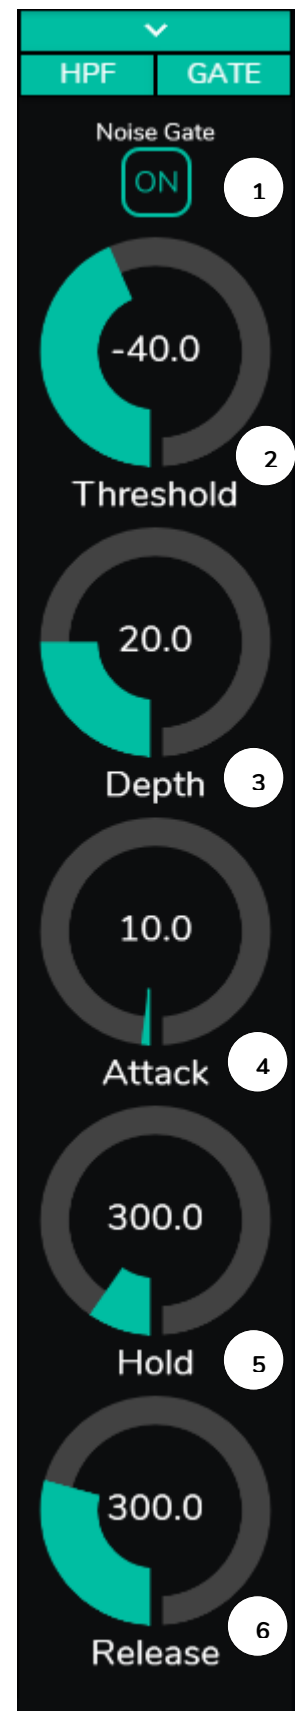 HPF GATE
Noise Gate
ON
1
-40.0
2
Threshold
20.0
Depth
3
10.0
Attack
4
300.0
Hold
5
300.0
Release
6